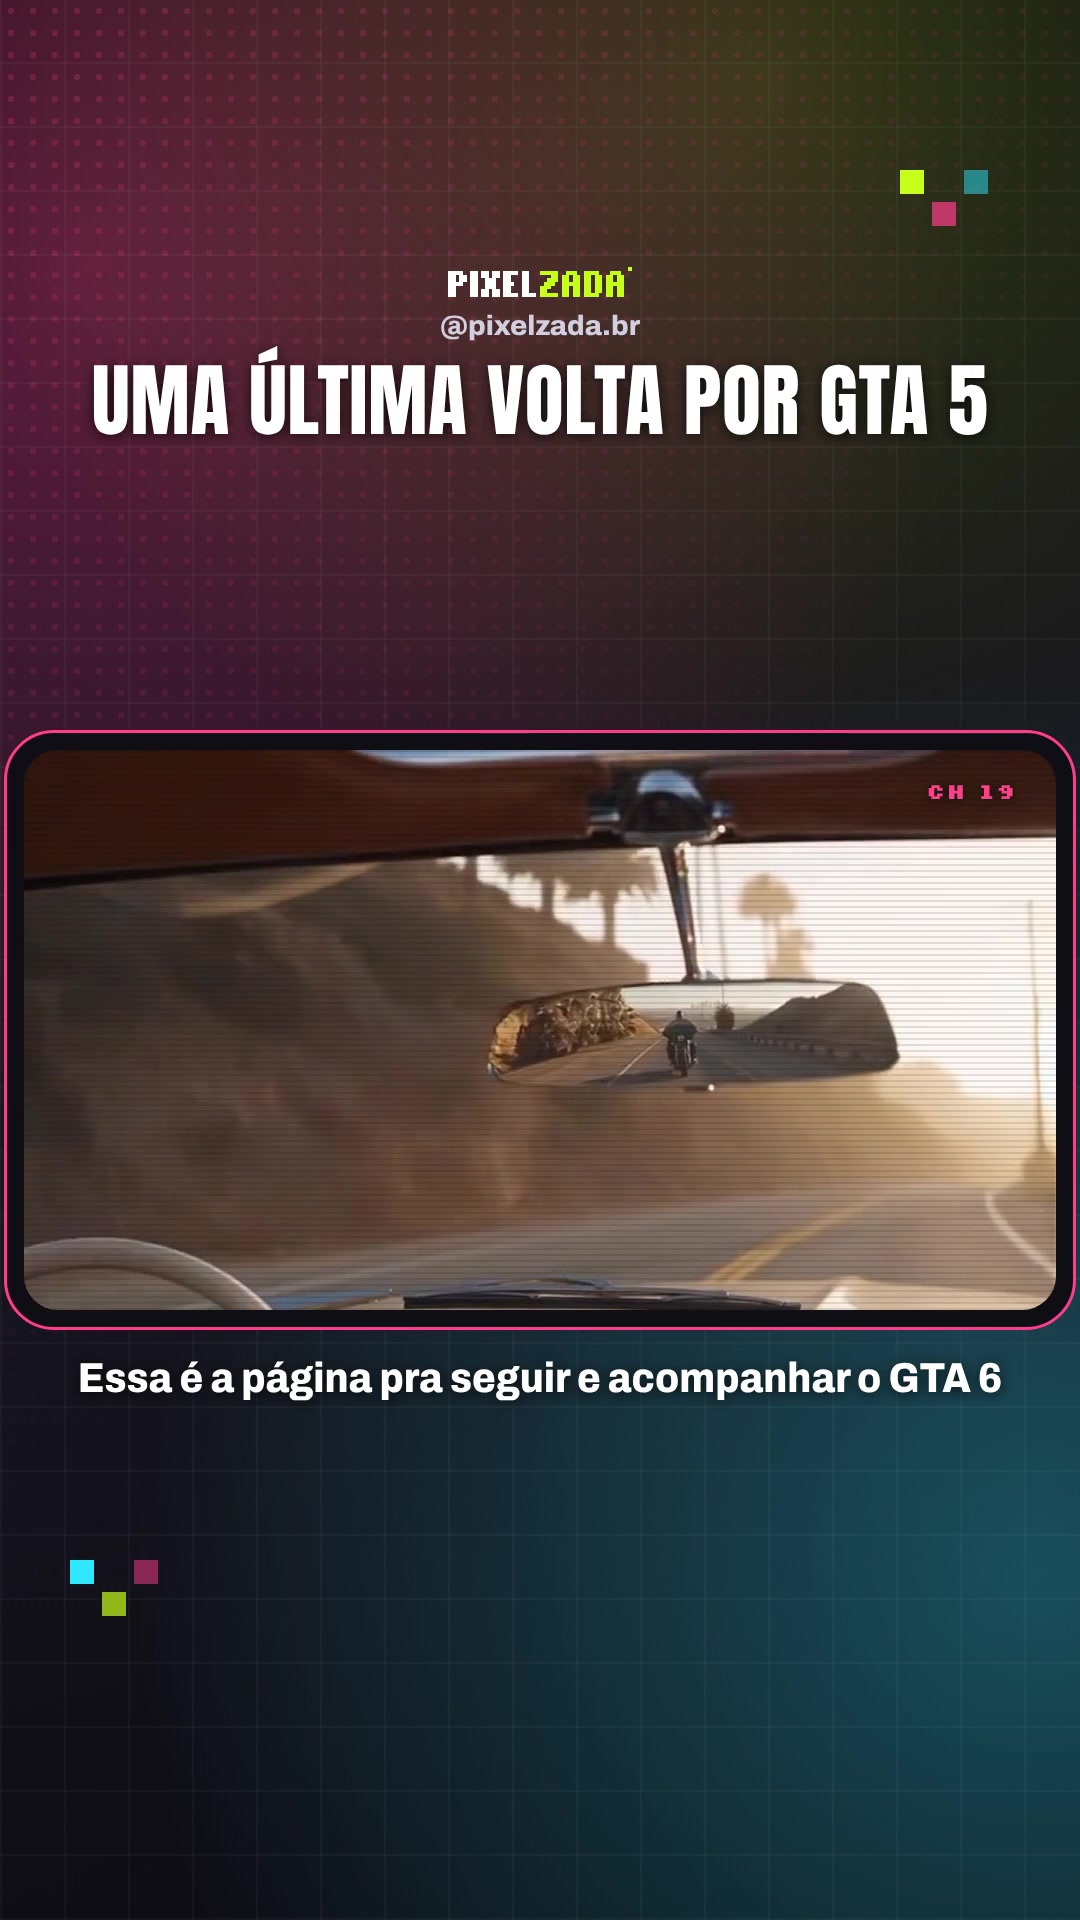 PIXELZADA
@pixelzada.br
UMA ÚLTIMA VOLTA POR GTA 5
CH 19
Essa é a página pra seguir e acompanhar o GTA 6